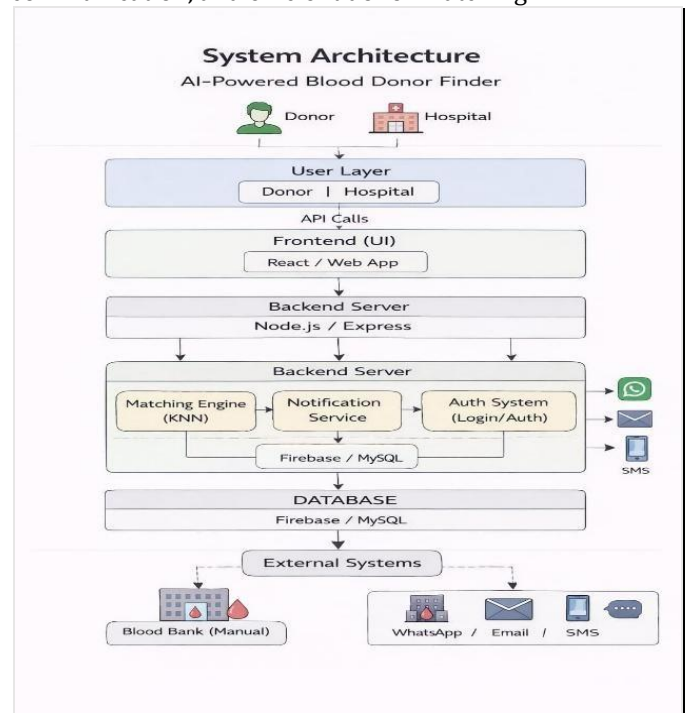 System Architecture
AI-Powered Blood Donor Finder
Donor
Hospital
User Layer
Donor | Hospital
API Calls
Frontend (UI)
React / Web App
Backend Server
Node.js / Express
Backend Server
Matching Engine
(KNN)
Notification
Service
Auth System
(Login/Auth)
Firebase / MySQL
SMS
DATABASE
Firebase / MySQL
External Systems
Blood Bank (Manual)
WhatsApp / Email / SMS